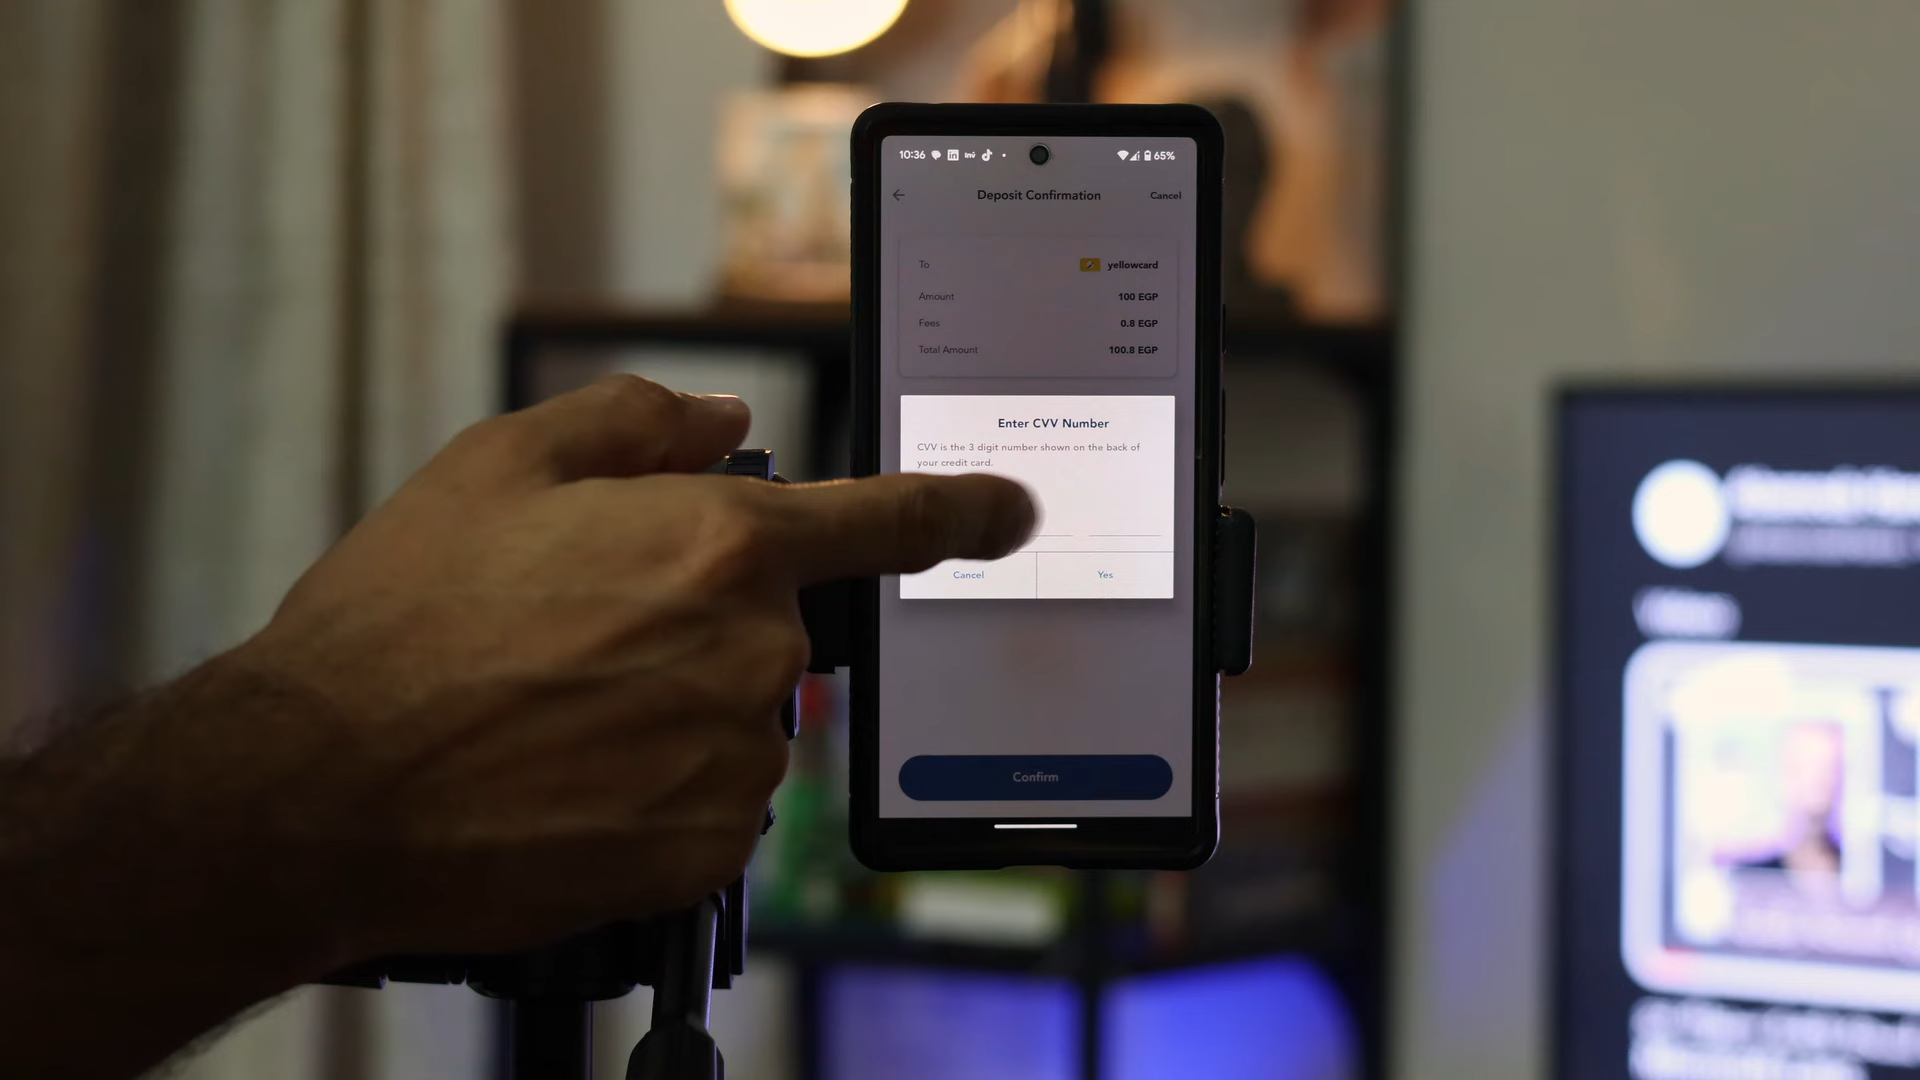 10:36 65%
Deposit Confirmation Cancel
To yellowcard
Amount 100 EGP
Fees 0.8 EGP
Total Amount 100.8 EGP
Enter CVV Number
CVV is the 3 digit number shown on the back of
your credit card.
Cancel Yes
Confirm